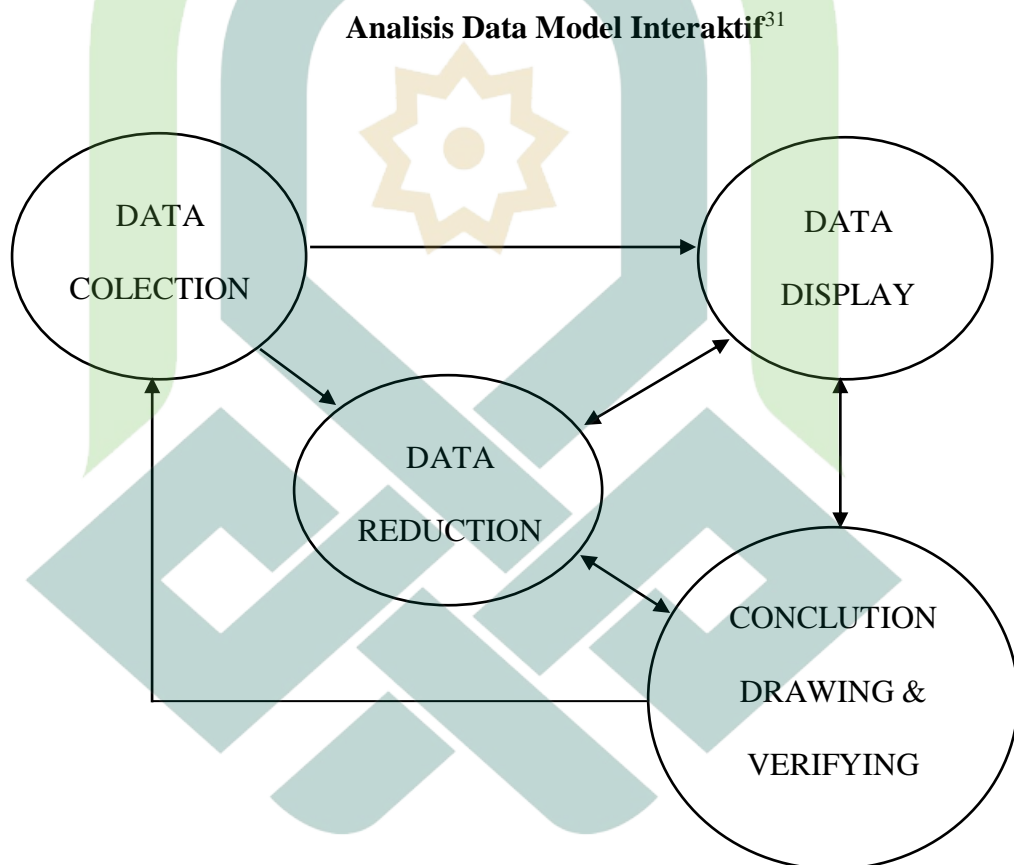 Analisis Data Model Interaktif31
DATA
COLECTION
DATA
DISPLAY
DATA
REDUCTION
CONCLUTION
DRAWING &
VERIFYING